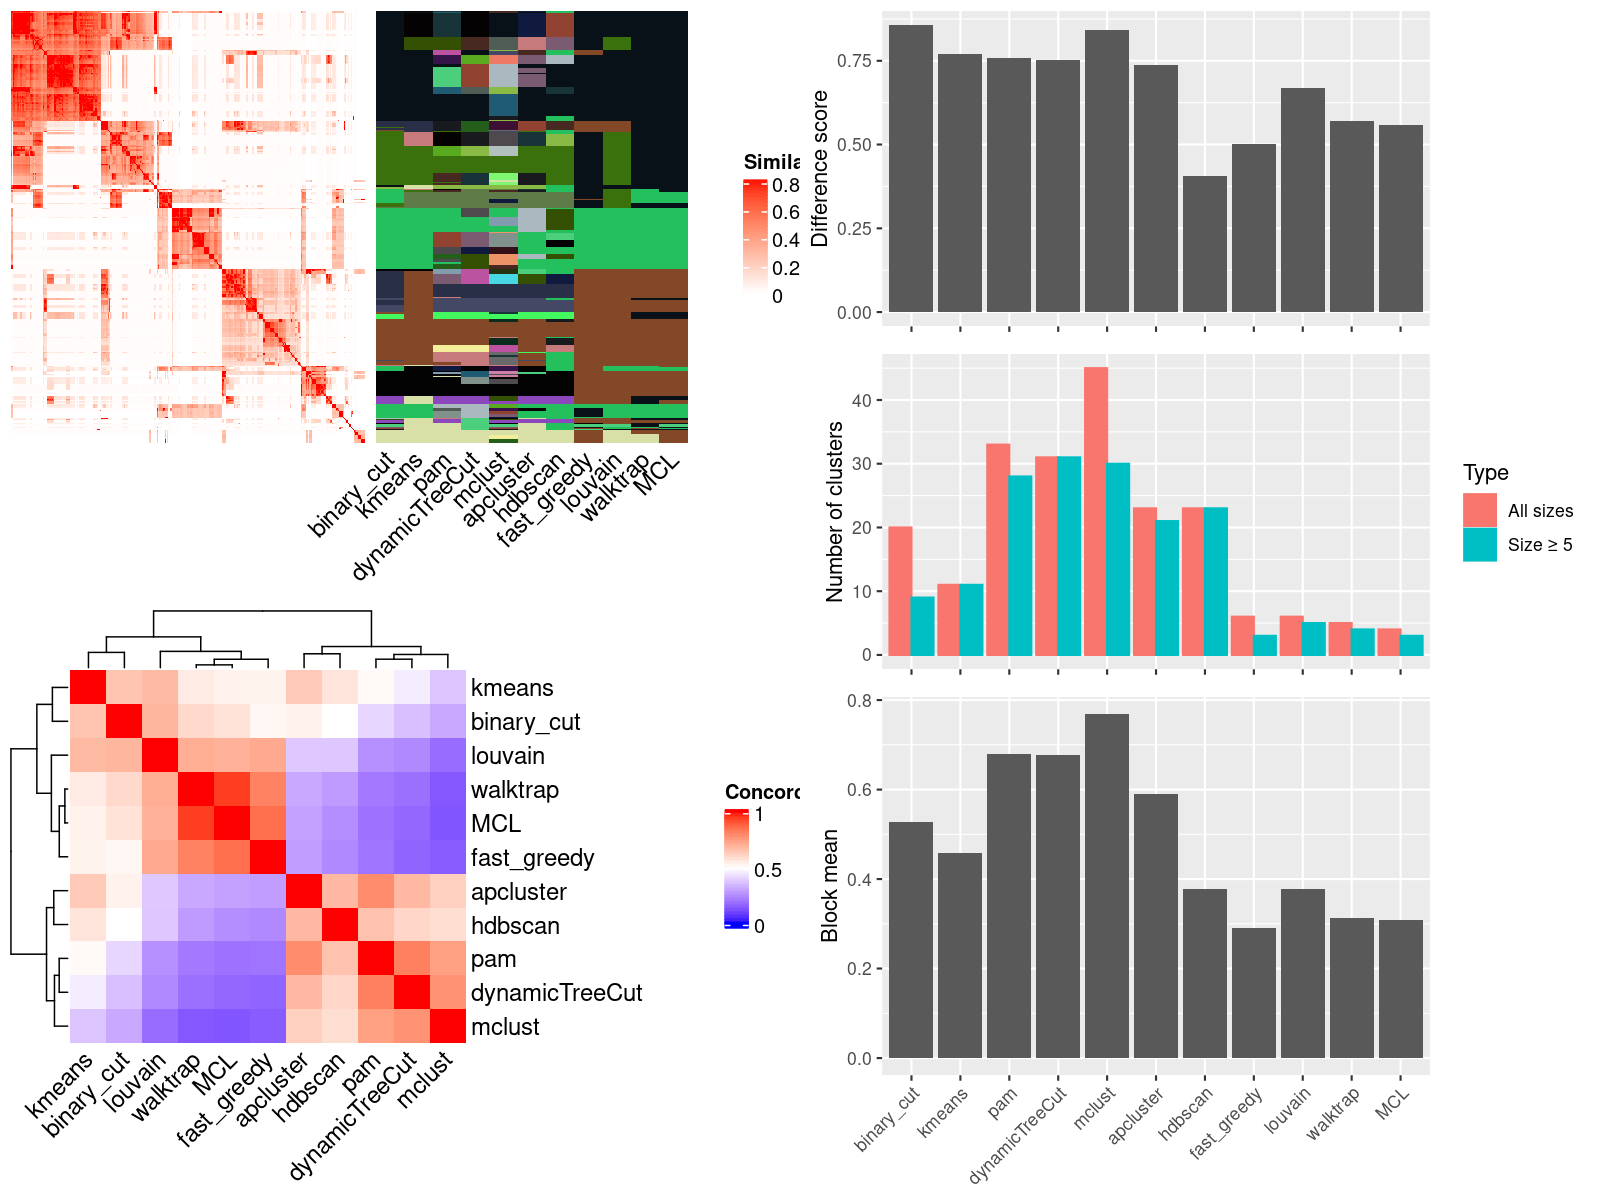 Simila
0.8
0.6
0.4
0.2
0
binary_cut
kmeans
pam
dynamicTreeCut
mclust
apcluster
hdbscan
fast_greedy
louvain
walktrap
MCL
kmeans
binary_cut
louvain
walktrap
MCL
fast_greedy
apcluster
hdbscan
pam
dynamicTreeCut
mclust
kmeans
binary_cut
louvain
walktrap
MCL
fast_greedy
apcluster
hdbscan
pam
dynamicTreeCut
mclust
Concord
1
0.5
0
Difference score
0.75
0.50
0.25
0.00
Number of clusters
40
30
20
10
0
Type
All sizes
Size ≥ 5
Block mean
0.8
0.6
0.4
0.2
0.0
binary_cut
kmeans
pam
dynamicTreeCut
mclust
apcluster
hdbscan
fast_greedy
louvain
walktrap
MCL